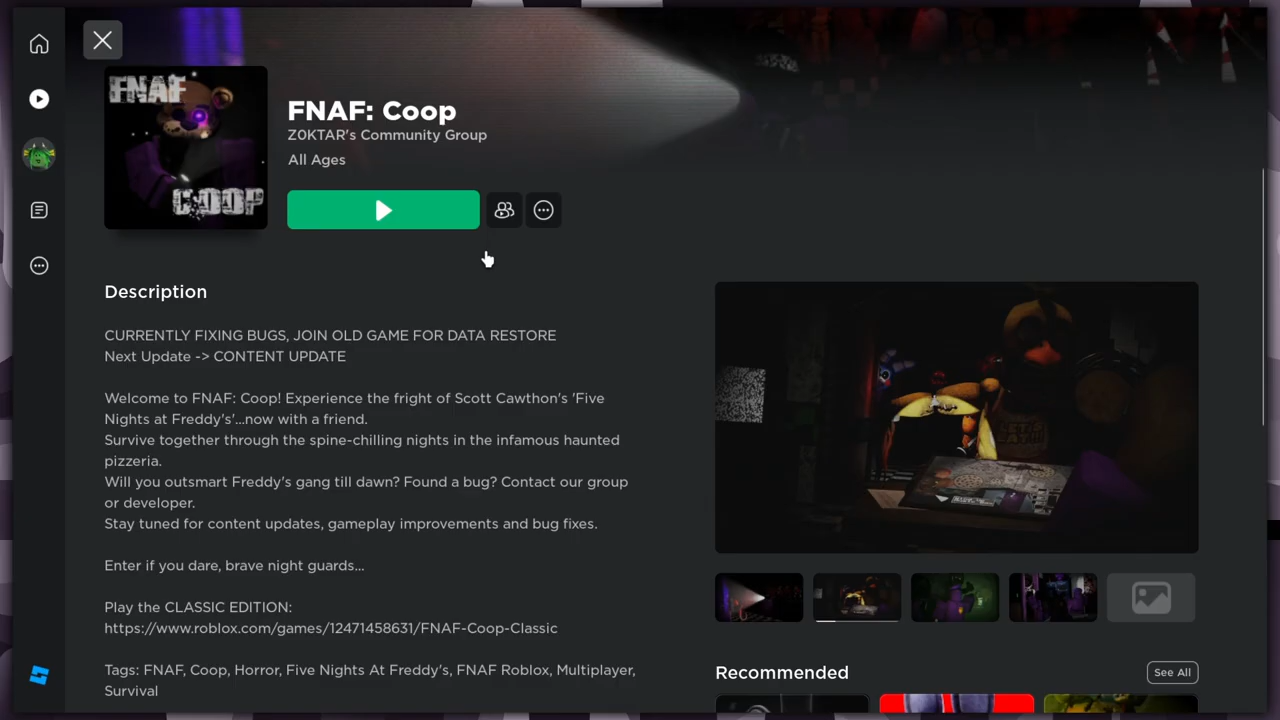 FNAF
COOP
FNAF: Coop
Z0KTAR's Community Group
All Ages
Description
CURRENTLY FIXING BUGS, JOIN OLD GAME FOR DATA RESTORE
Next Update -> CONTENT UPDATE
Welcome to FNAF: Coop! Experience the fright of Scott Cawthon's 'Five
Nights at Freddy's'...now with a friend.
Survive together through the spine-chilling nights in the infamous haunted
pizzeria.
Will you outsmart Freddy's gang till dawn? Found a bug? Contact our group
or developer.
Stay tuned for content updates, gameplay improvements and bug fixes.
Enter if you dare, brave night guards...
Play the CLASSIC EDITION:
https://www.roblox.com/games/12471458631/FNAF-Coop-Classic
Tags: FNAF, Coop, Horror, Five Nights At Freddy's, FNAF Roblox, Multiplayer,
Survival
LET'S
EAT!!!
Recommended
See All